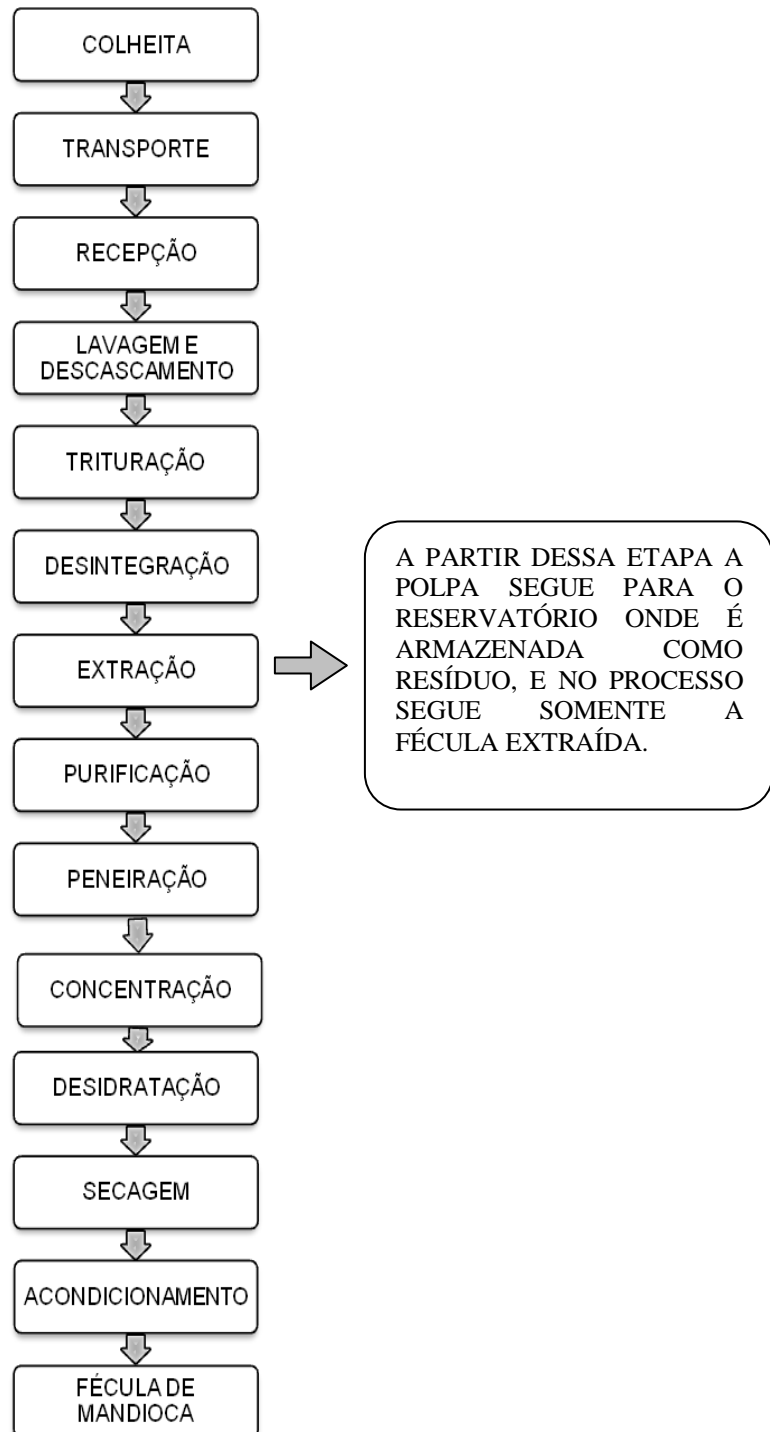 COLHEITA
TRANSPORTE
RECEPÇÃO
LAVAGEM E
DESCASCAMENTO
TRITURAÇÃO
DESINTEGRAÇÃO
EXTRAÇÃO
A PARTIR DESSA ETAPA A
POLPA SEGUE PARA O
RESERVATÓRIO ONDE É
ARMAZENADA COMO
RESÍDUO, E NO PROCESSO
SEGUE SOMENTE A
FÉCULA EXTRAÍDA.
PURIFICAÇÃO
PENEIRAÇÃO
CONCENTRAÇÃO
DESIDRATAÇÃO
SECAGEM
ACONDICIONAMENTO
FÉCULA DE
MANDIOCA